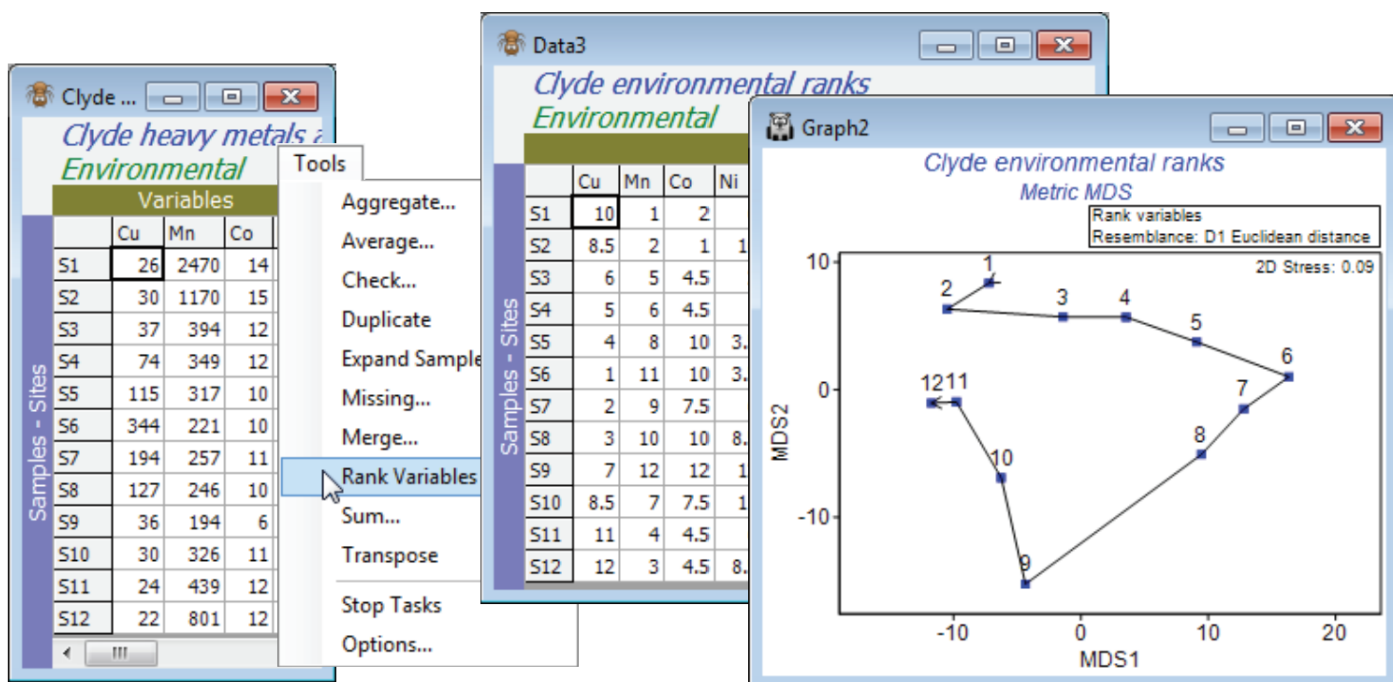 Clyde ...
Clyde heavy metals a
Environmental
Variables
Cu Mn Co
S1 26 2470 14
S2 30 1170 15
S3 37 394 12
S4 74 349 12
S5 115 317 10
S6 344 221 10
S7 194 257 11
S8 127 246 10
S9 36 194 6
S10 30 326 11
S11 24 439 12
S12 22 801 12
Samples - Sites
Tools
Aggregate...
Average...
Check...
Duplicate
Expand Sample
Missing...
Merge...
Rank Variables
Sum...
Transpose
Stop Tasks
Options...
Data3
Clyde environmental ranks
Environmental
Cu Mn Co Ni
S1 10 1 2
S2 8.5 2 1 1
S3 6 5 4.5
S4 5 6 4.5
S5 4 8 10 3.
S6 1 11 10 3.
S7 2 9 7.5
S8 3 10 10 8.
S9 7 12 12 1
S10 8.5 7 7.5 1
S11 11 4 4.5
S12 12 3 4.5 8.
Samples - Sites
Graph2
Clyde environmental ranks
Metric MDS
Rank variables
Resemblance: D1 Euclidean distance
2D Stress: 0.09
10
0
-10
MDS2
1
2
3
4
5
6
7
8
9
10
11
12
-10 0 10 20
MDS1